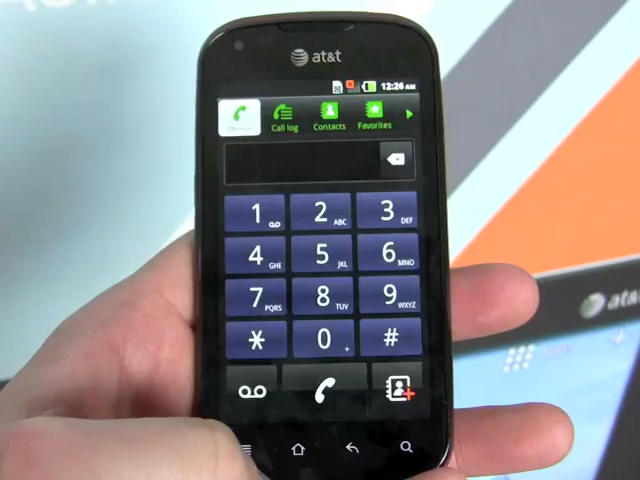 at&t
12:26 AM
Call log Contacts Favorites
1 2 ABC 3 DEF
4 GHI 5 JKL 6 MNO
7 PQRS 8 TUV 9 WXYZ
* 0 + #
at&t